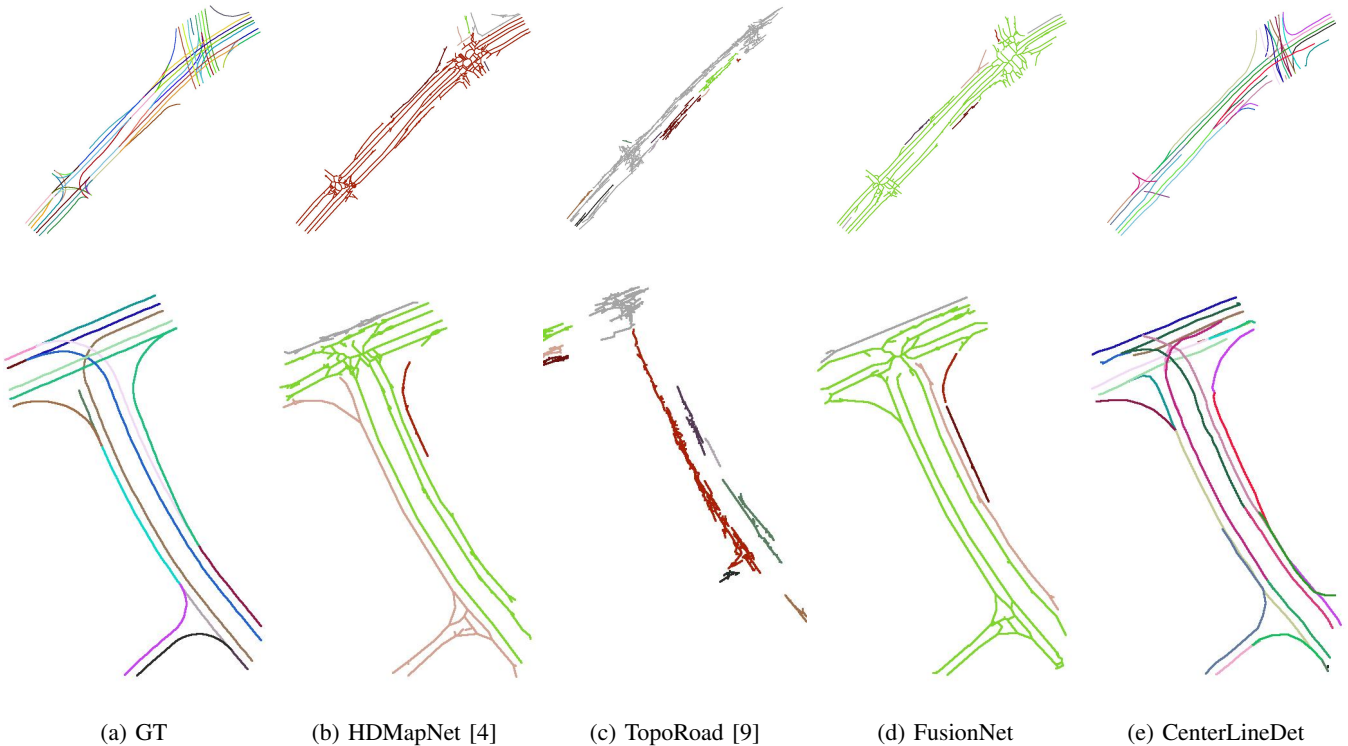 (a) GT
(b) HDMapNet [4]
(c) TopoRoad [9]
(d) FusionNet
(e) CenterLineDet